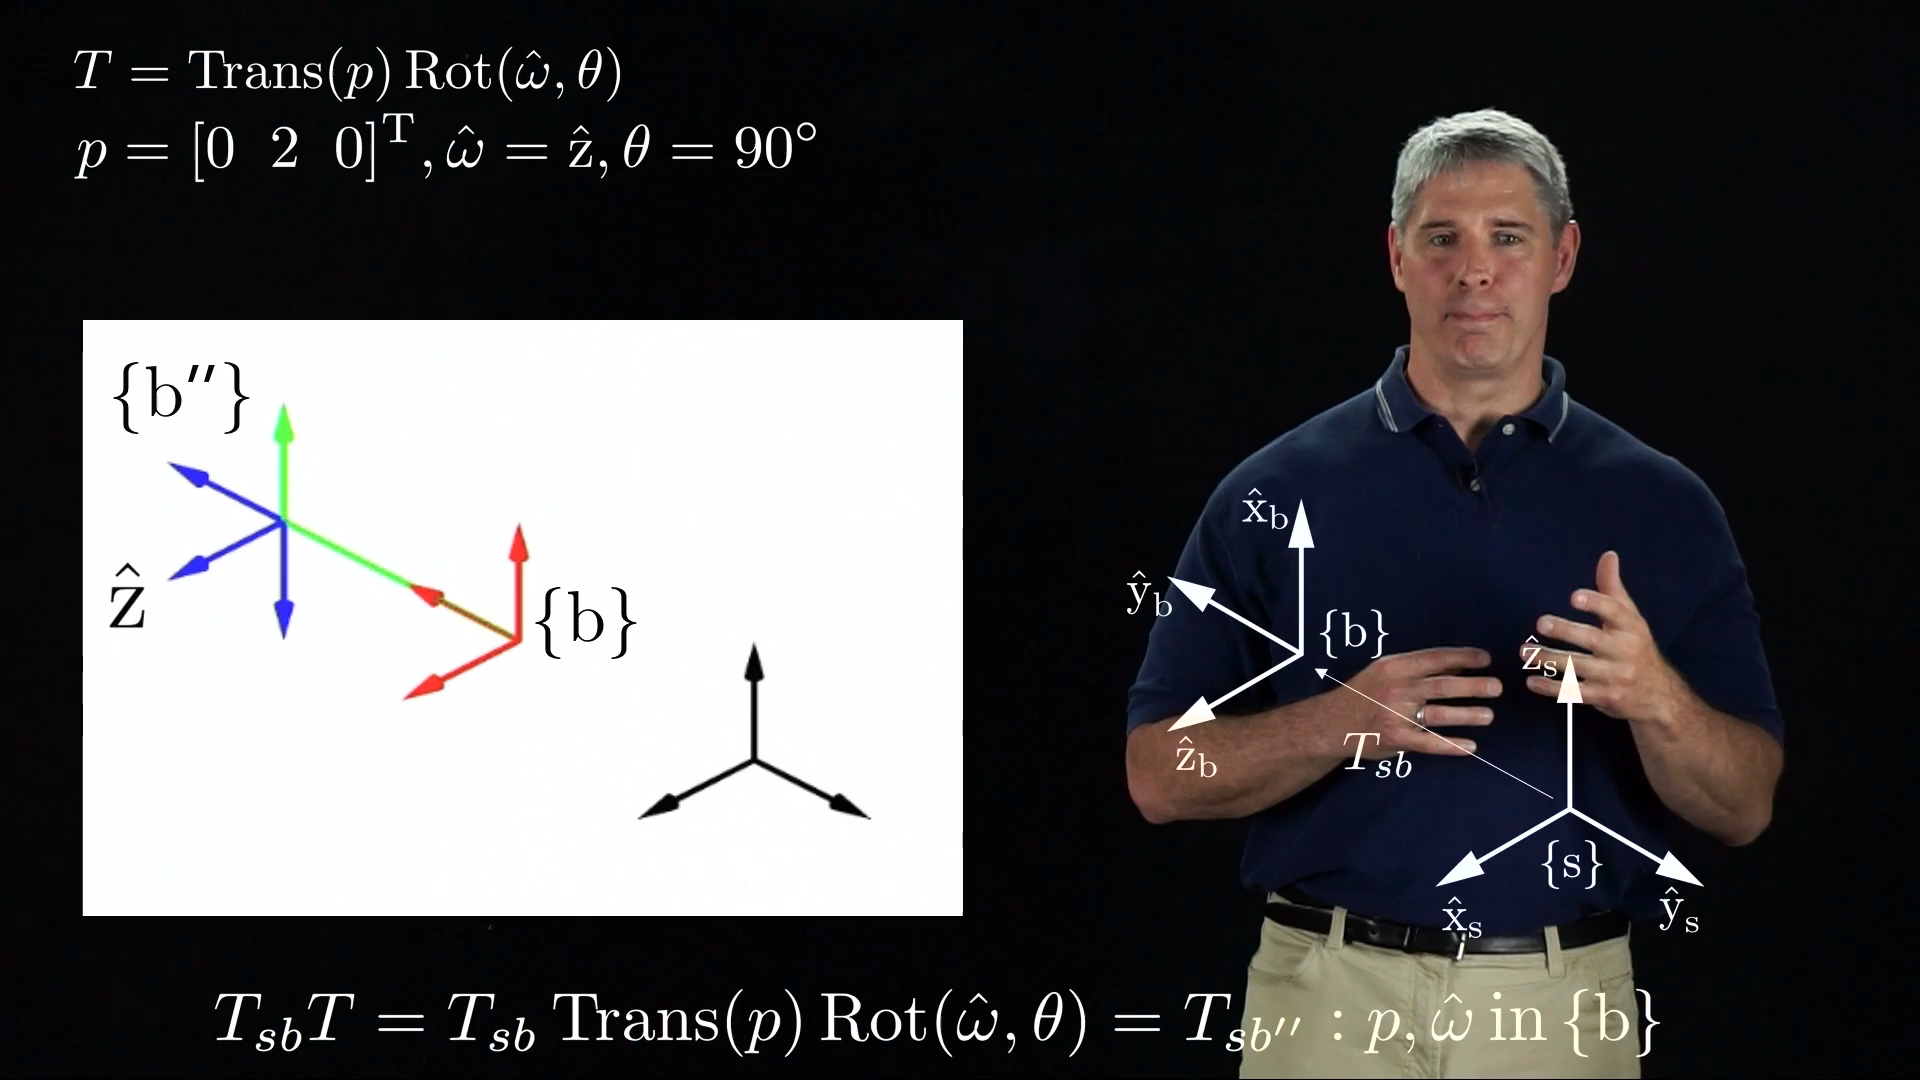 T = Trans(p) Rot(ω̂, θ)
p = [0 2 0]ᵀ, ω̂ = ẑ, θ = 90°
{b″}
ẑ
{b}
x̂_b
ŷ_b
{b}
ẑ_b
T_sb
ẑ_s
{s}
x̂_s
ŷ_s
T_sb T = T_sb Trans(p) Rot(ω̂, θ) = T_sb″ : p, ω̂ in {b}